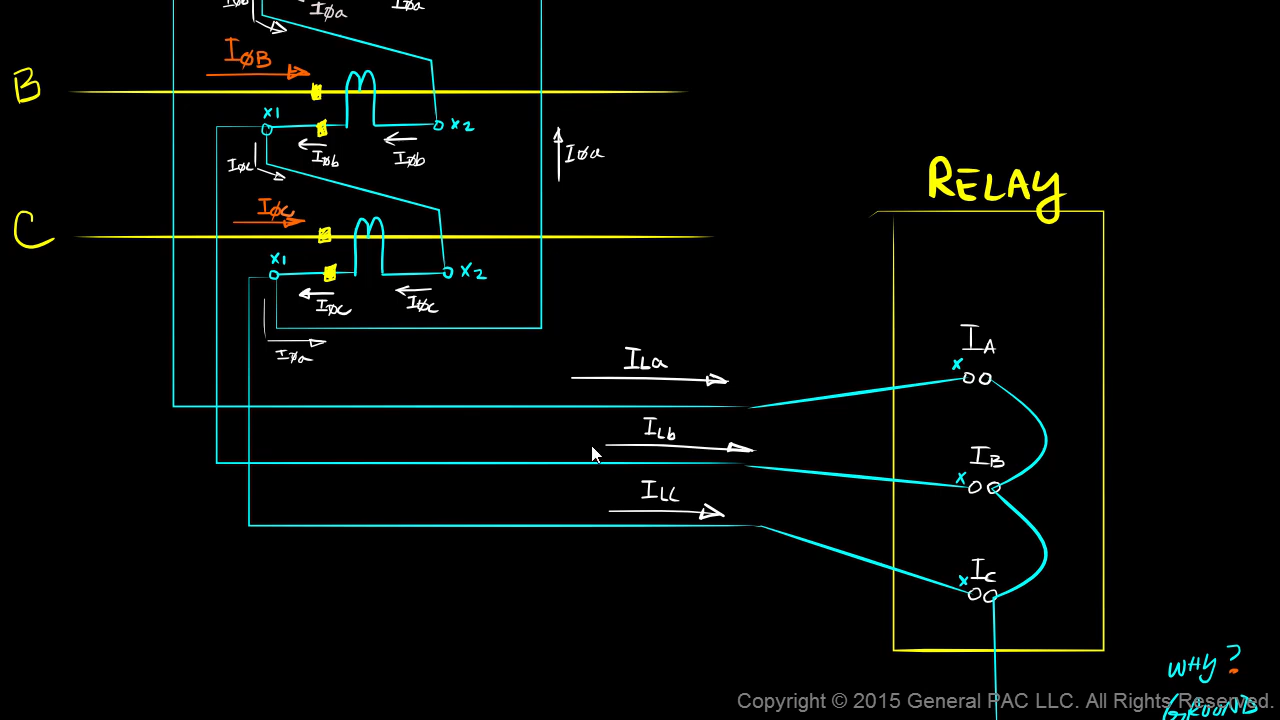 IØa
IØa
IØB
B
X1
X2
IØb
IØb
IØc
IØa
RELAY
IØc
C
X1
X2
IØc
IØc
IA
ILa
IØa
X
ILb
IB
X
ILC
IC
X
WHY?
GROUND
Copyright © 2015 General PAC LLC. All Rights Reserved.